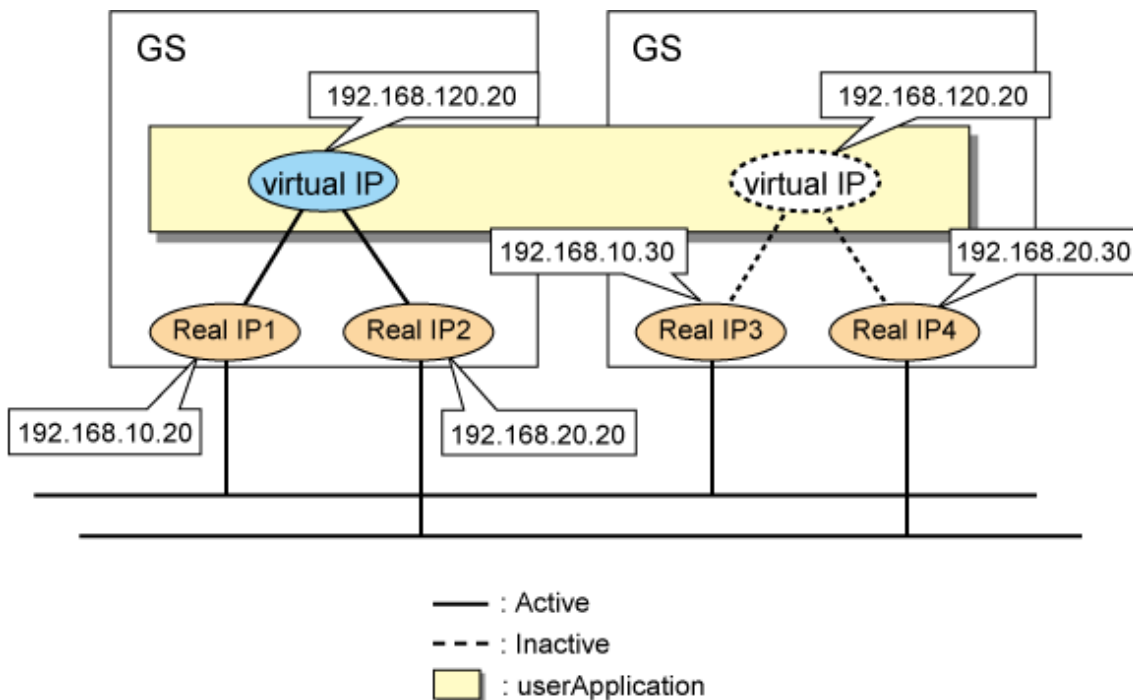 GS
GS
192.168.120.20
192.168.120.20
virtual IP
virtual IP
192.168.10.30
192.168.20.30
Real IP1
Real IP2
Real IP3
Real IP4
192.168.10.20
192.168.20.20
: Active
: Inactive
: userApplication